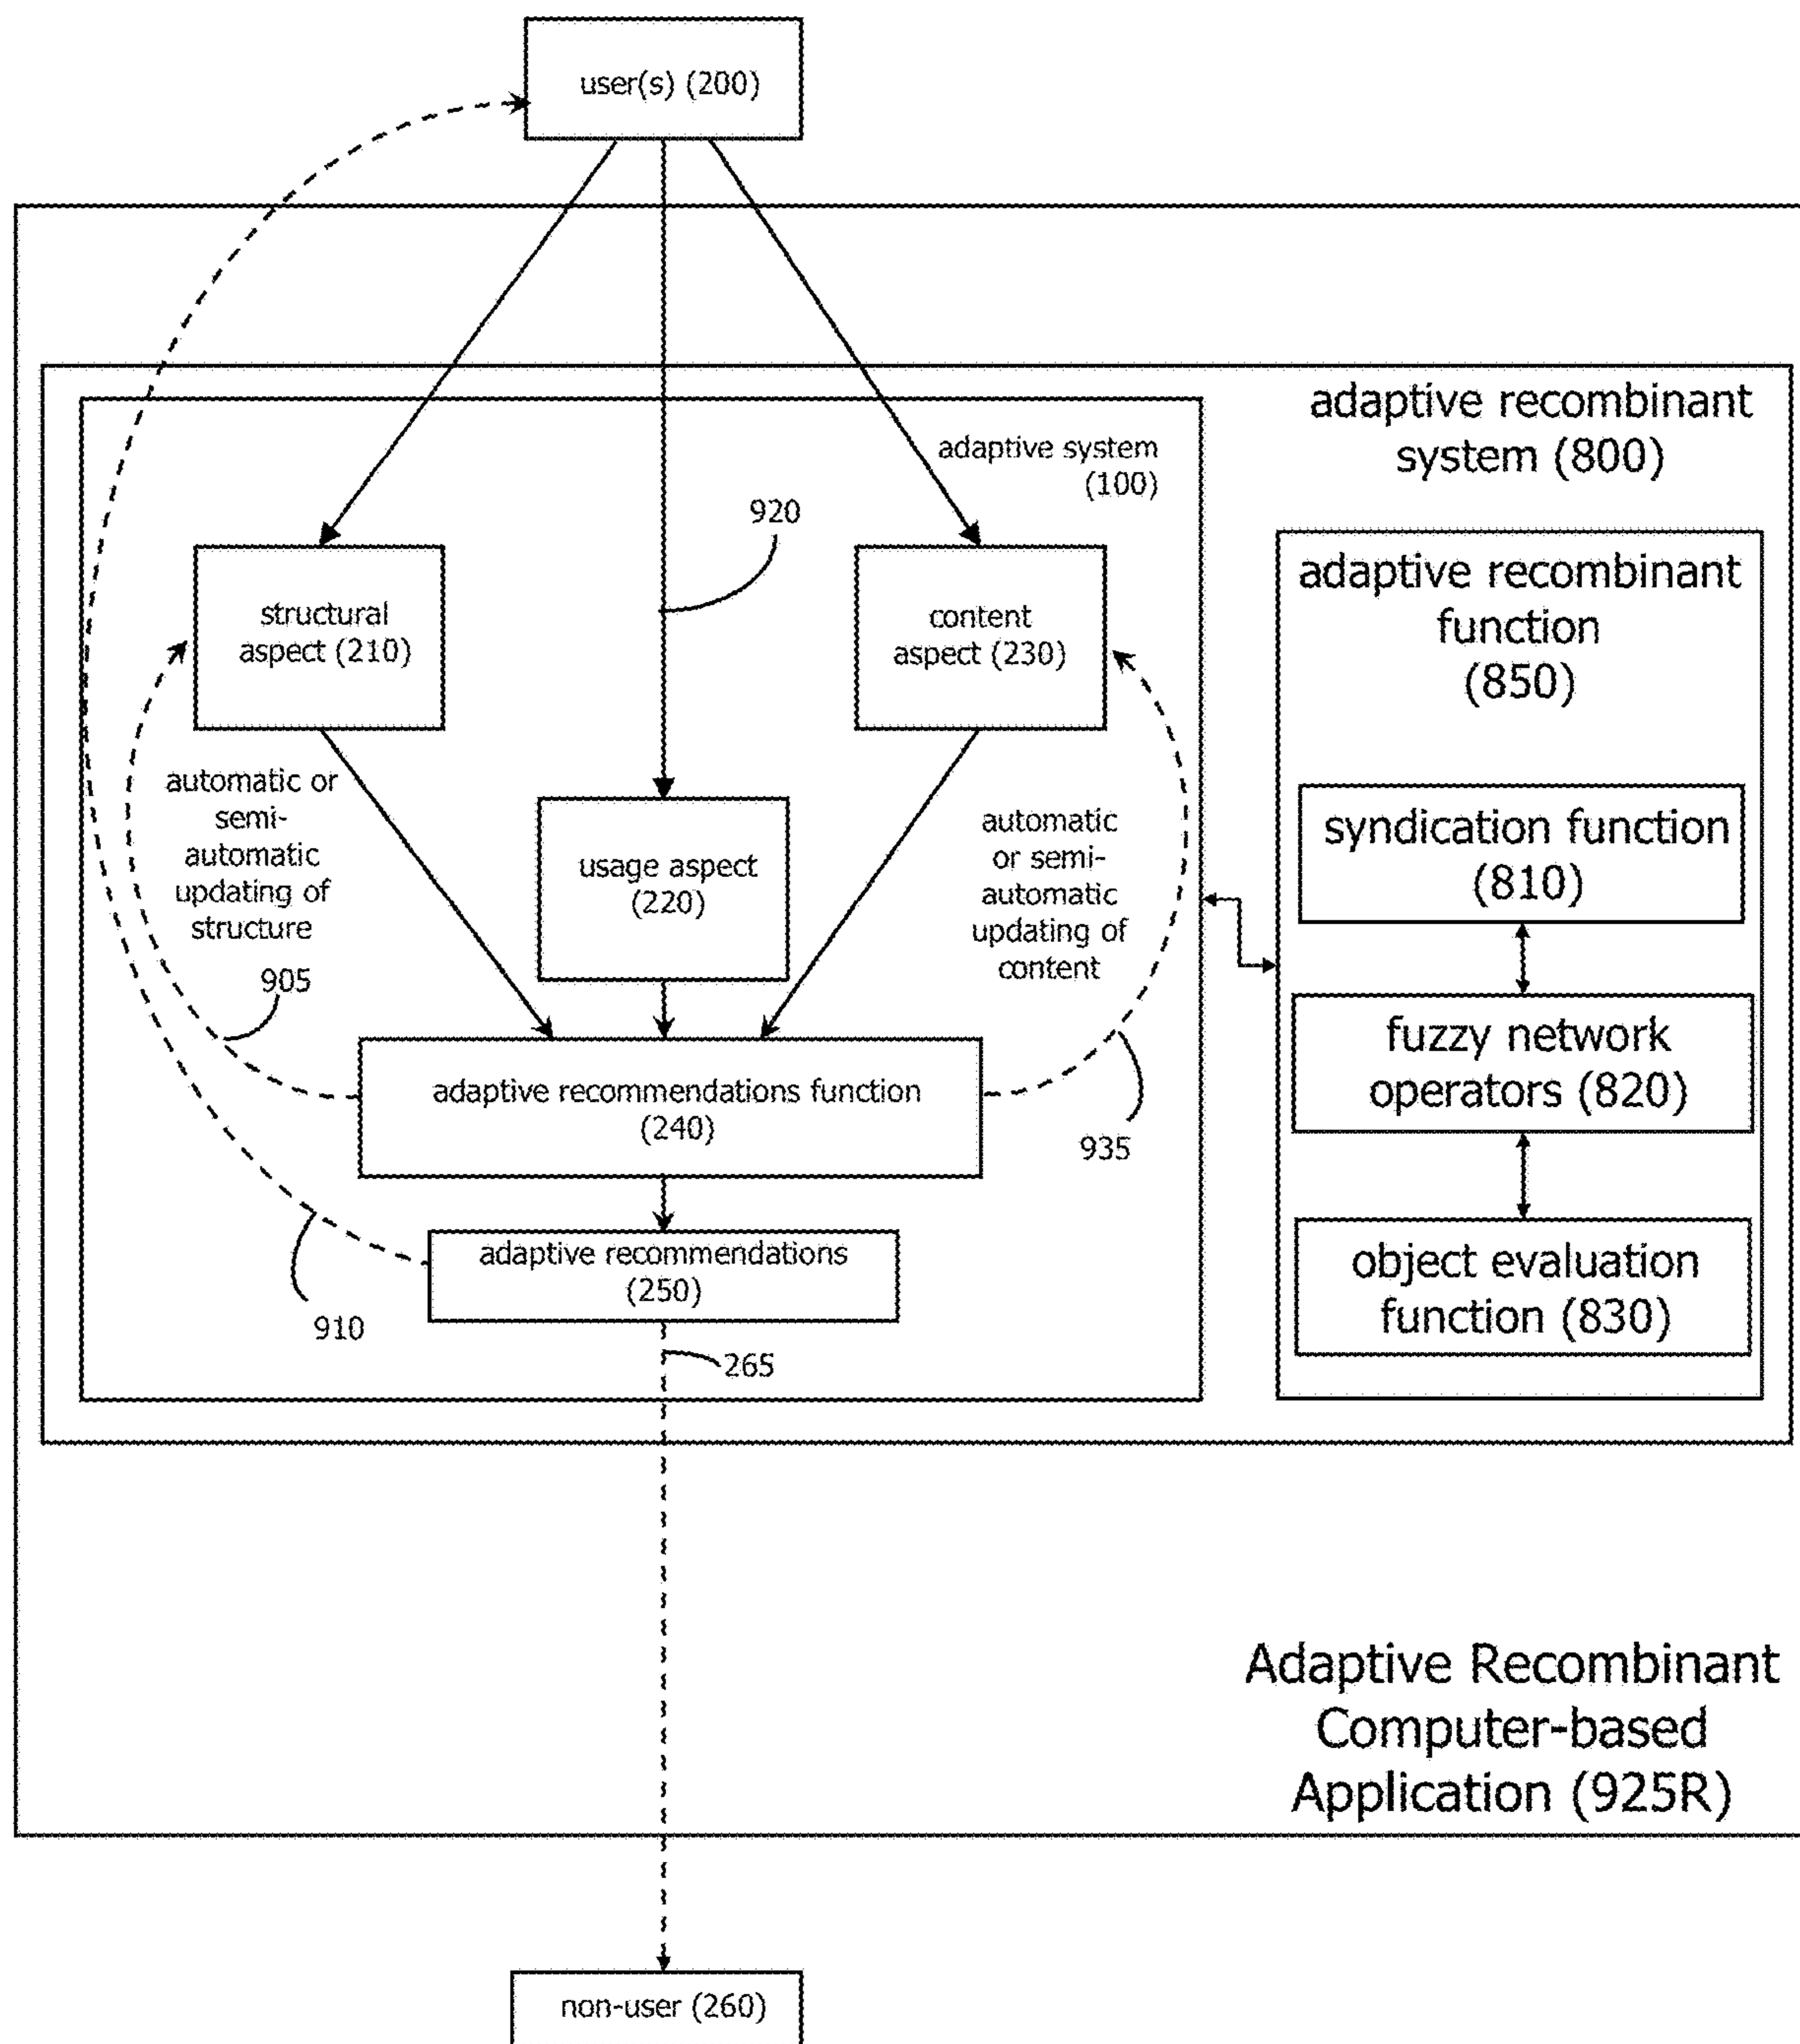 user(s) (200)
adaptive recombinant
system (800)
adaptive system
(100)
920
structural
aspect (210)
content
aspect (230)
adaptive recombinant
function
(850)
automatic or
semi-
automatic
updating of
structure
usage aspect
(220)
automatic
or semi-
automatic
updating of
content
syndication function
(810)
905
fuzzy network
operators (820)
adaptive recommendations function
(240)
935
adaptive recommendations
(250)
object evaluation
function (830)
910
265
Adaptive Recombinant
Computer-based
Application (925R)
non-user (260)